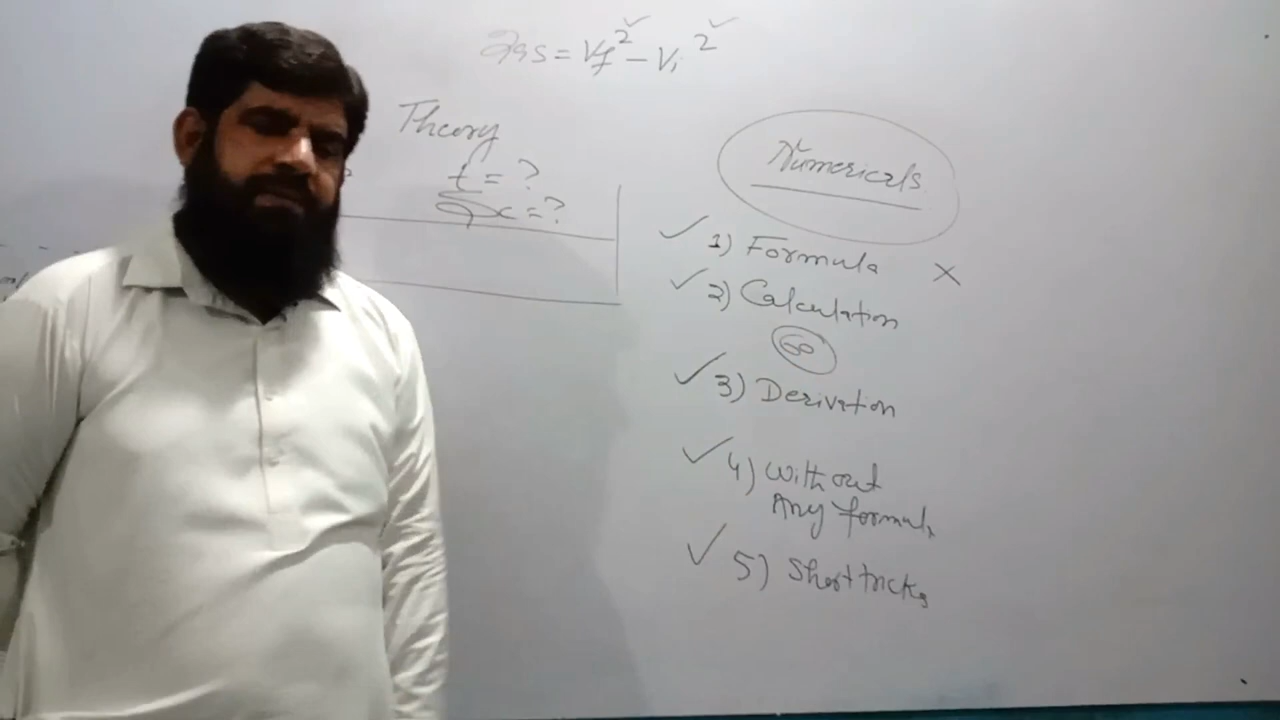 2as = Vf² - Vi²
Theory
t = ?
x = ?
Numericals
1) Formula ×
2) Calculation
3) Derivation
4) Without
Any formula
5) Short tricks